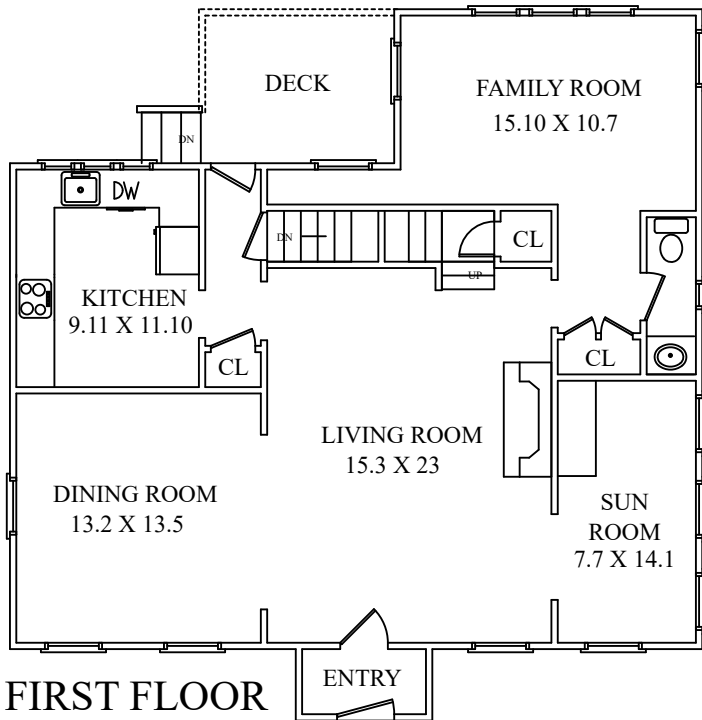 DECK
FAMILY ROOM
15.10 X 10.7
DN
DW
DN
CL
UP
KITCHEN
9.11 X 11.10
CL
CL
LIVING ROOM
15.3 X 23
DINING ROOM
13.2 X 13.5
SUN
ROOM
7.7 X 14.1
ENTRY
FIRST FLOOR